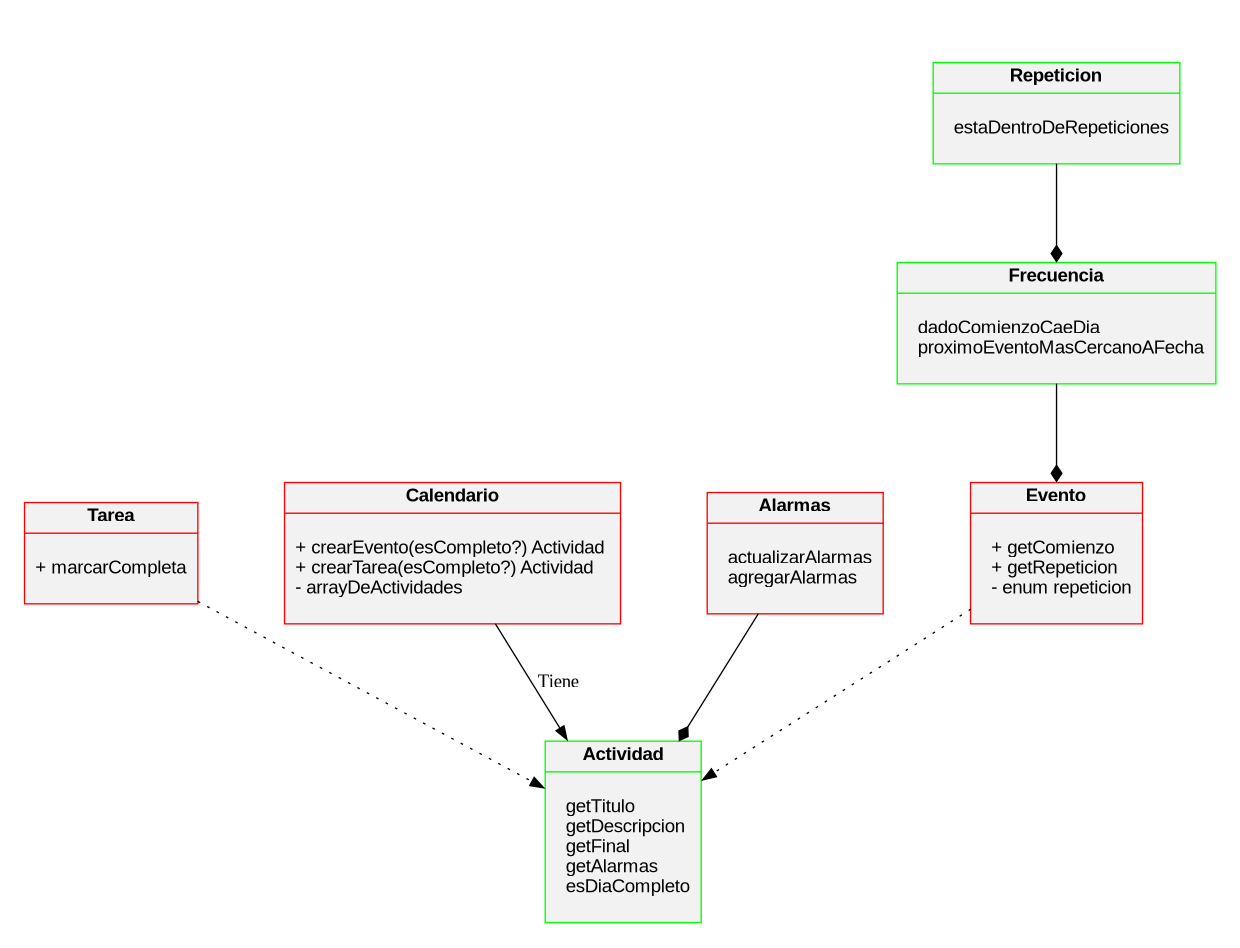 Repeticion
estaDentroDeRepeticiones
Frecuencia
dadoComienzoCaeDia
proximoEventoMasCercanoAFecha
Tarea
+ marcarCompleta
Calendario
+ crearEvento(esCompleto?) Actividad
+ crearTarea(esCompleto?) Actividad
- arrayDeActividades
Alarmas
actualizarAlarmas
agregarAlarmas
Evento
+ getComienzo
+ getRepeticion
- enum repeticion
Tiene
Actividad
getTitulo
getDescripcion
getFinal
getAlarmas
esDiaCompleto